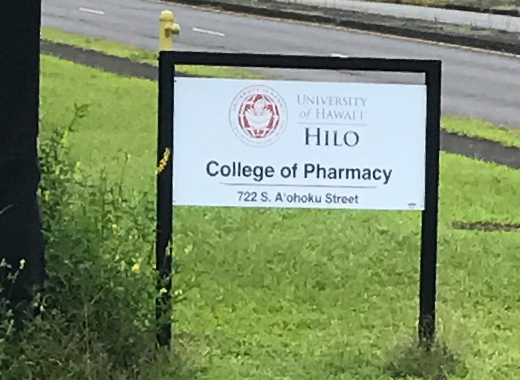 UNIVERSITY
of HAWAI'I
HILO
College of Pharmacy
722 S. A'ohoku Street